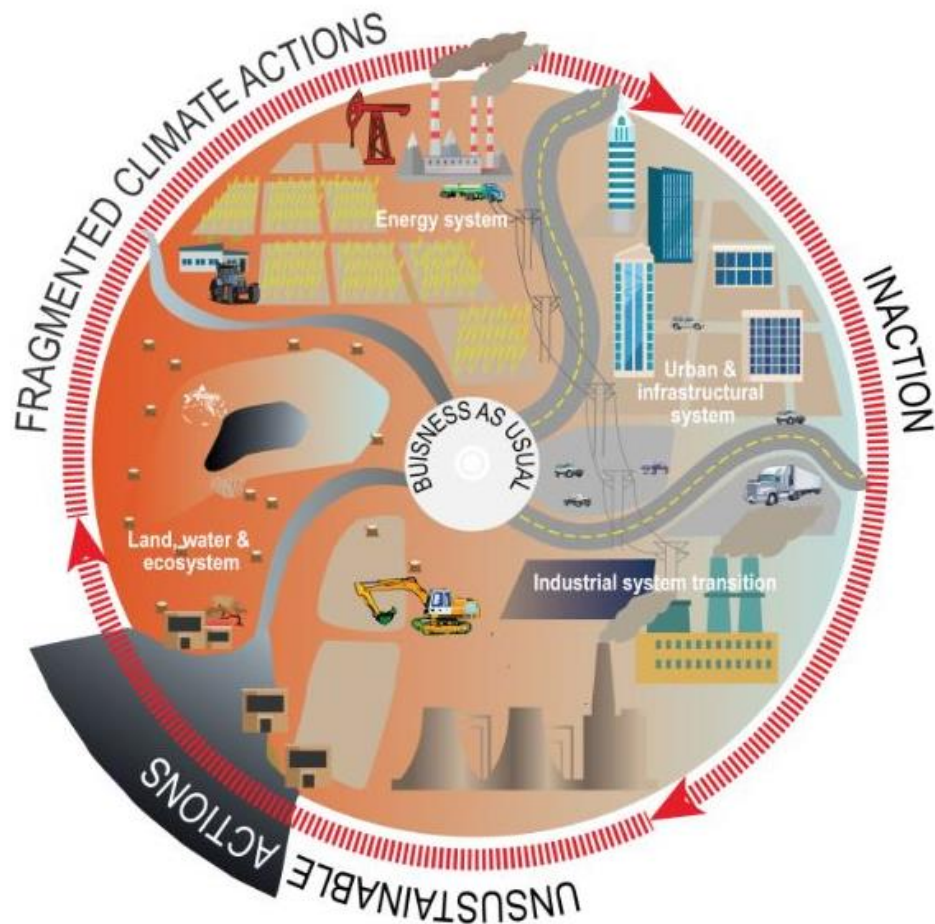 FRAGMENTED CLIMATE ACTIONS
INACTION
UNSUSTAINABLE
ACTIONS
Energy system
Urban &
infrastructural
system
BUISNESS AS USUAL
Land, water &
ecosystem
Industrial system transition